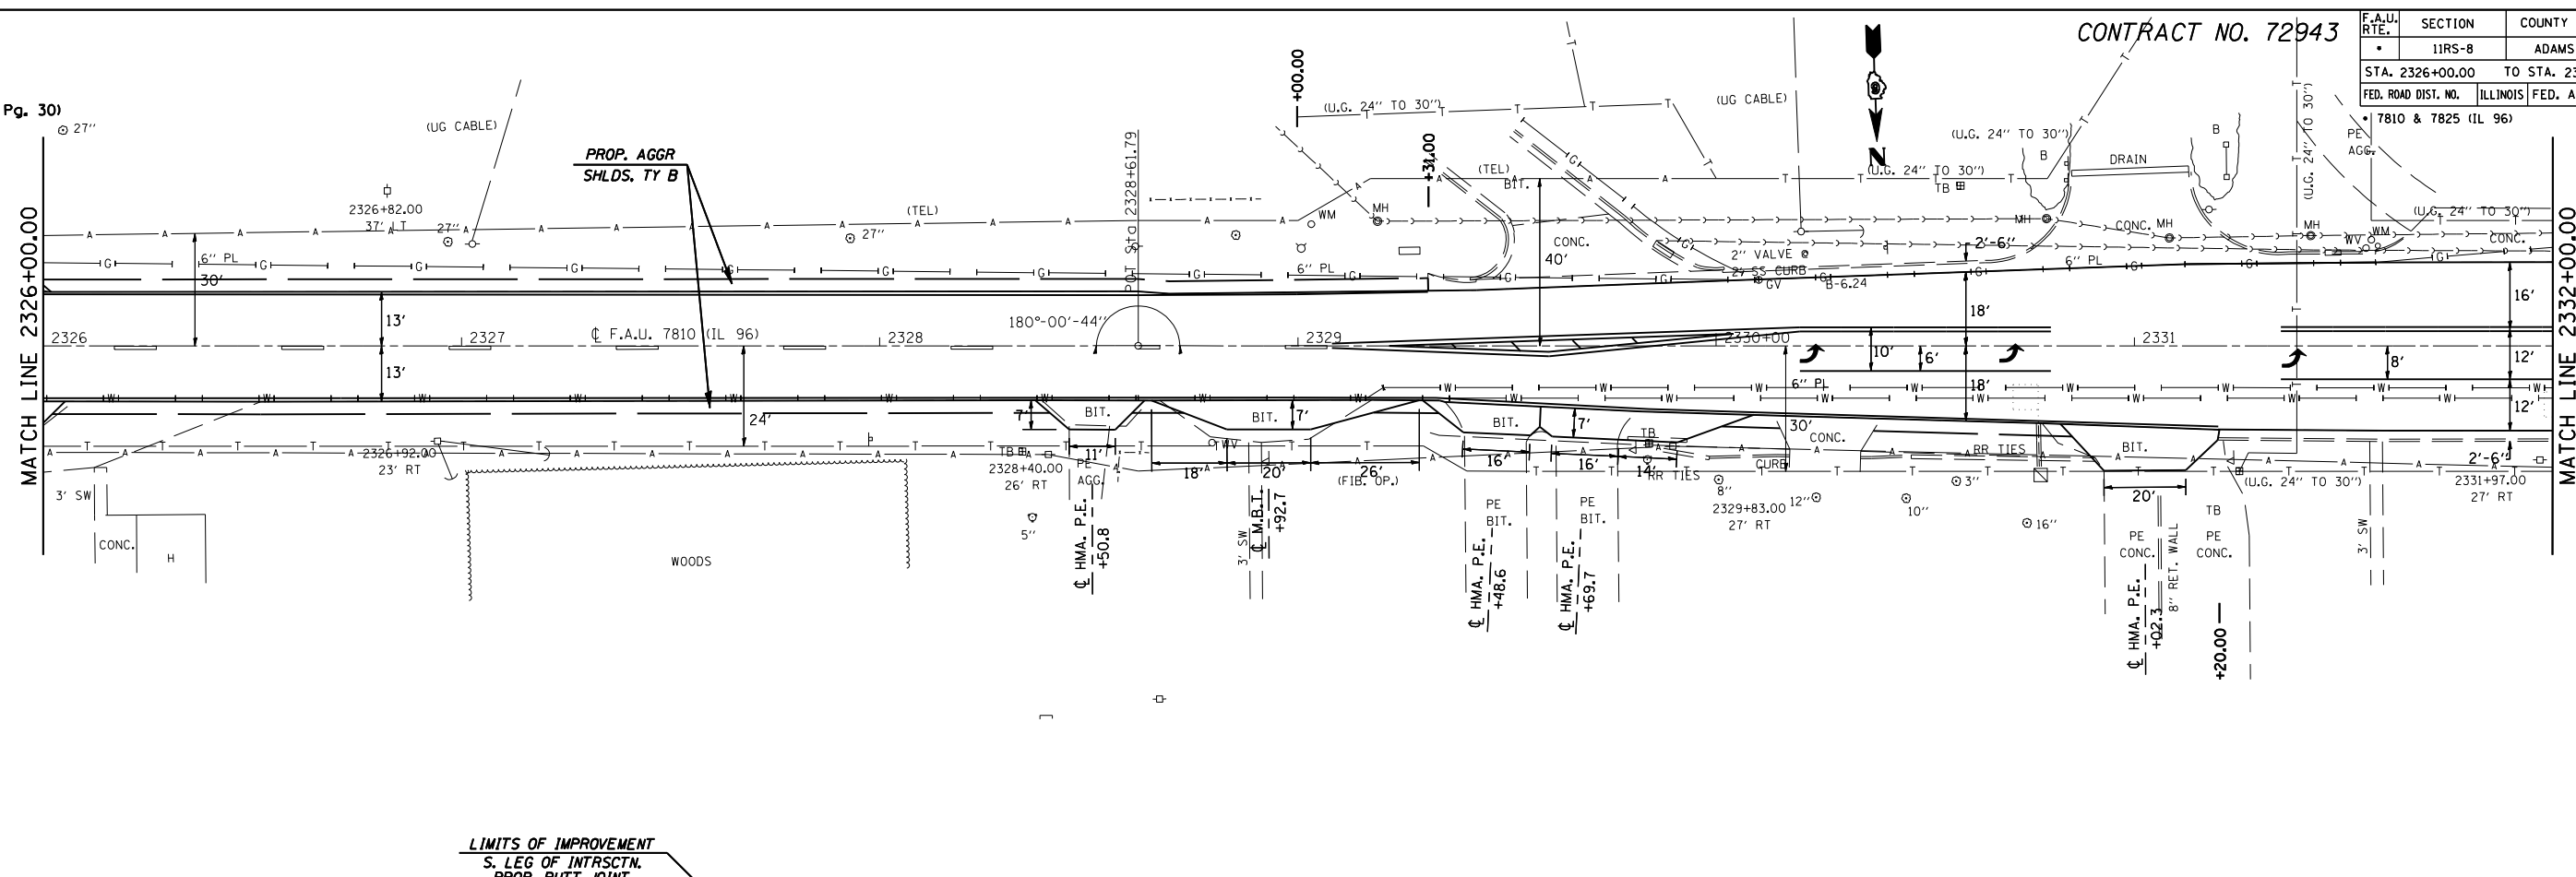 CONTRACT NO. 72943
F.A.U. RTE.
SECTION
COUNTY
•
11RS-8
ADAMS
STA. 2326+00.00
TO STA. 23
FED. ROAD DIST. NO.
ILLINOIS
FED. A
• 7810 & 7825 (IL 96)
Pg. 30)
27"
(UG CABLE)
PROP. AGGR
SHLDS. TY B
2326+82.00
37' LT
27"
(TEL)
27"
POT Sta 2328+61.79
+00.00
(U.G. 24" TO 30")
+31.00
(TEL)
BIT.
(UG CABLE)
N
(U.G. 24" TO 30")
(U.G. 24" TO 30")
TB
B
DRAIN
B
(U.G. 24" TO 30")
PE
AGG.
WM
MH
CONC.
40'
2" VALVE @
2' SS CURB
GV
B-6.24
2'-6"
MH
CONC.
MH
MH
(U.G. 24" TO 30")
WV
WM
CONC.
6" PL
30'
6" PL
6" PL
MATCH LINE 2326+00.00
MATCH LINE 2332+00.00
13'
13'
2326
2327
℄ F.A.U. 7810 (IL 96)
2328
180°-00'-44"
2329
2330+00
2331
18'
16'
10'
6'
8'
12'
18'
12'
6" PL
24'
7'
BIT.
BIT.
7'
BIT.
7'
30'
CONC.
BIT.
2326+92.00
23' RT
TB
2328+40.00
26' RT
11'
PE
AGG.
18'
WV
20'
26'
(FIB. OP.)
16'
16'
14'
TB
RR TIES
CURB
RR TIES
2'-6"
(U.G. 24" TO 30")
2331+97.00
27' RT
3' SW
CONC.
H
WOODS
5"
℄ HMA. P.E.
+50.8
3' SW
℄ M.B.T.
+92.7
PE
BIT.
℄ HMA. P.E.
+48.6
PE
BIT.
℄ HMA. P.E.
+69.7
8"
2329+83.00
27' RT
12"
10"
3"
16"
20'
PE
CONC.
℄ HMA. P.E.
+02.3
8" RET. WALL
TB
PE
CONC.
+20.00
3' SW
LIMITS OF IMPROVEMENT
S. LEG OF INTRSCTN.
PROP. BUTT JOINT